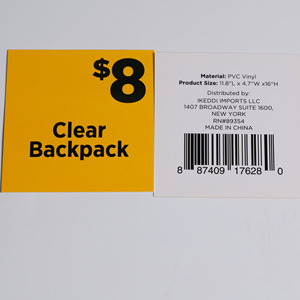 $8
Clear
Backpack
Material: PVC Vinyl
Product Size: 11.8"L x 4.7"W x16"H
Distributed by:
IKEDDI IMPORTS LLC
1407 BROADWAY SUITE 1600,
NEW YORK
RN#89354
MADE IN CHINA
8 87409 17628 0